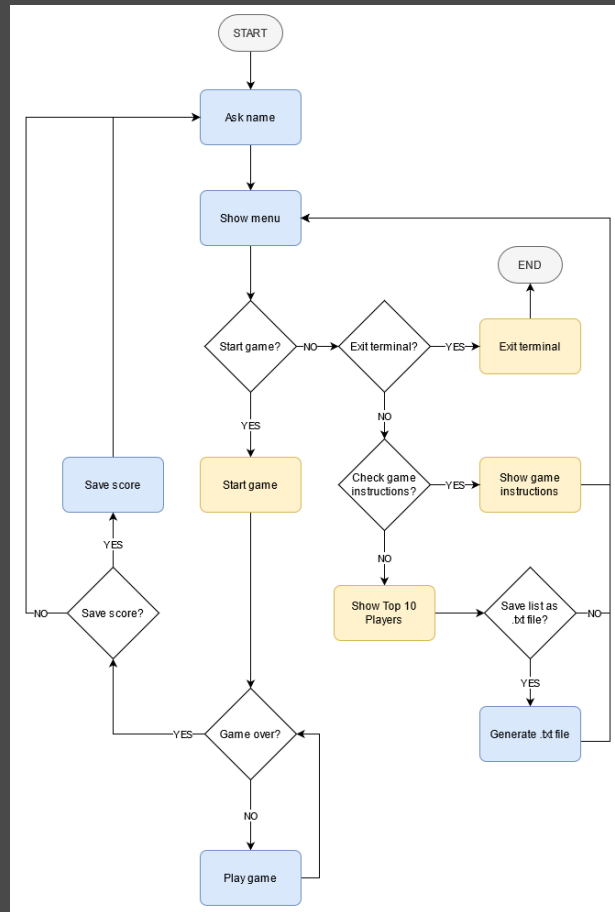 START
Ask name
Show menu
END
Start game?
NO
Exit terminal?
YES
Exit terminal
YES
NO
Save score
Start game
Check game
instructions?
YES
Show game
instructions
YES
NO
NO
Save score?
Show Top 10
Players
Save list as
.txt file?
NO
YES
YES
Game over?
Generate .txt file
NO
Play game